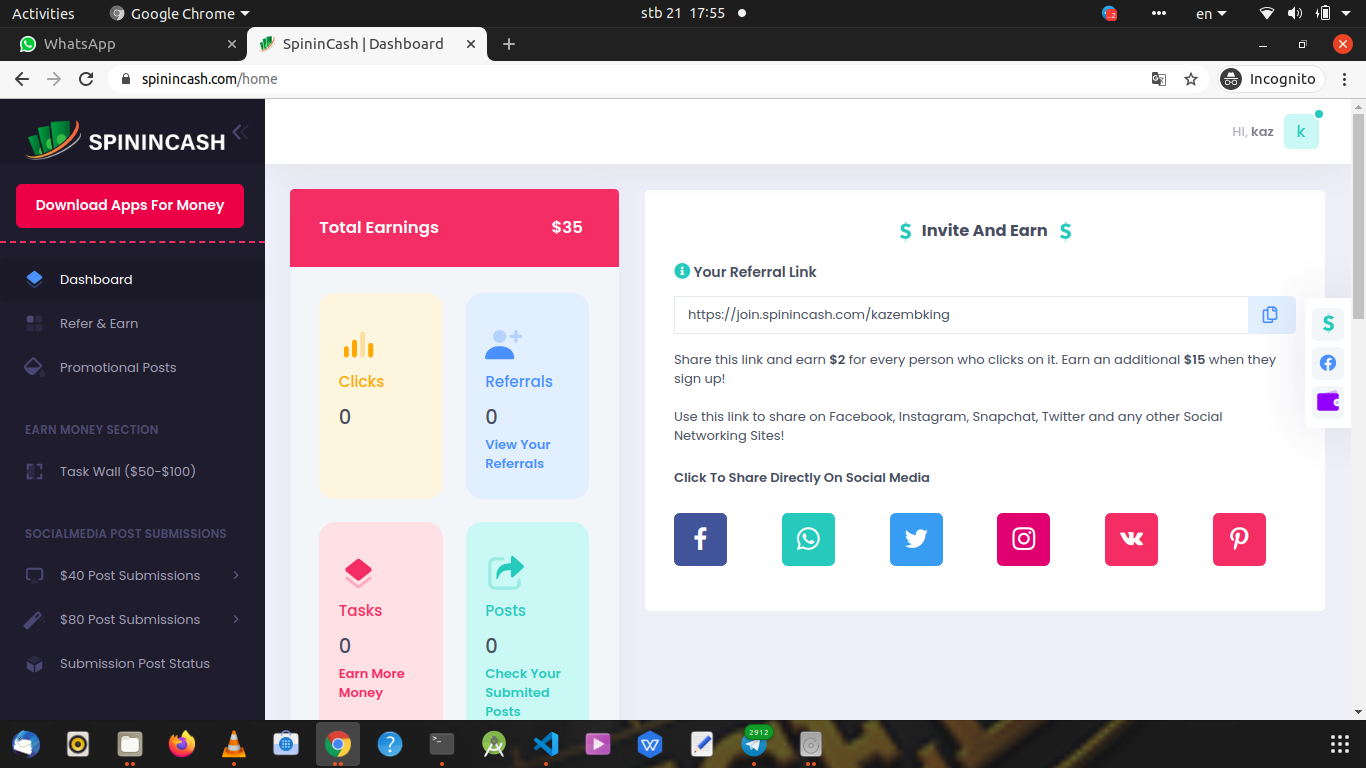 Activities
Google Chrome
stb 21 17:55
2
en
WhatsApp
SpininCash | Dashboard
spinincash.com/home
Incognito
SPININCASH
Hi, kaz
k
Download Apps For Money
Dashboard
Refer & Earn
Promotional Posts
EARN MONEY SECTION
Task Wall ($50-$100)
SOCIALMEDIA POST SUBMISSIONS
$40 Post Submissions
$80 Post Submissions
Submission Post Status
Total Earnings
$35
Clicks
0
Referrals
0
View Your
Referrals
Tasks
0
Earn More
Money
Posts
0
Check Your
Submited
Posts
$ Invite And Earn $
Your Referral Link
https://join.spinincash.com/kazembking
Share this link and earn $2 for every person who clicks on it. Earn an additional $15 when they
sign up!
Use this link to share on Facebook, Instagram, Snapchat, Twitter and any other Social
Networking Sites!
Click To Share Directly On Social Media
$
2912